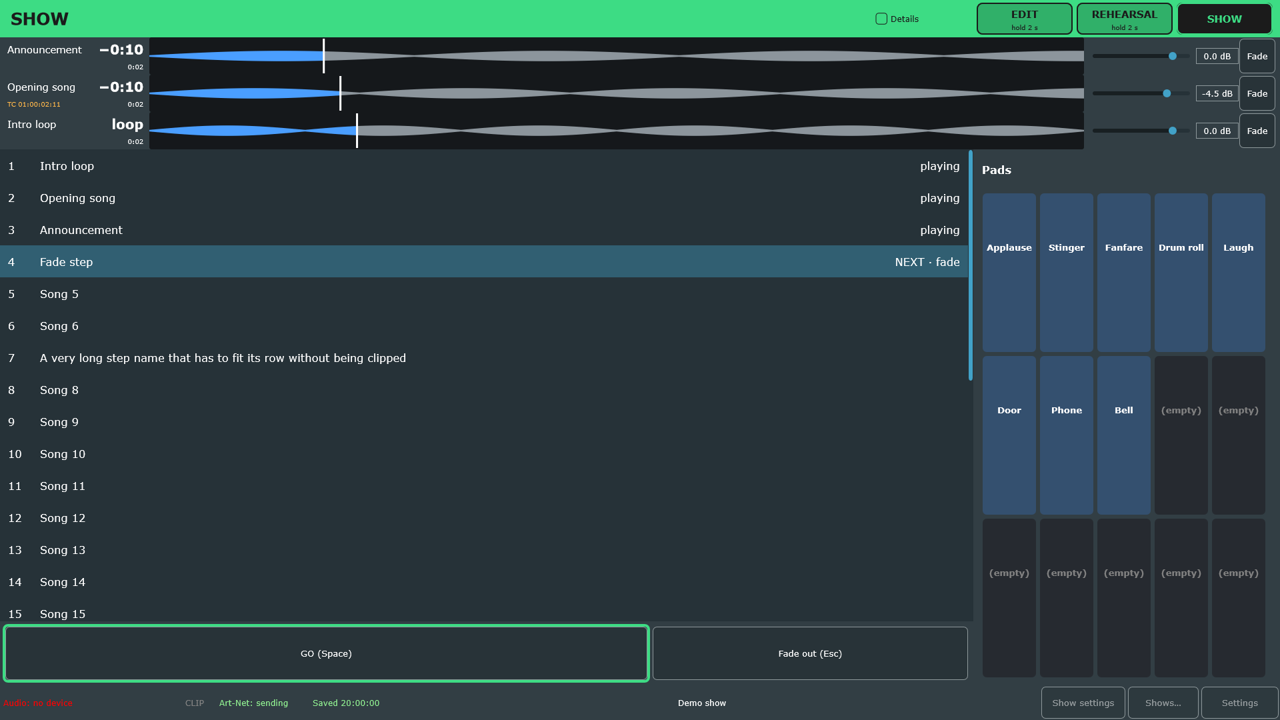 SHOW
Details
EDIT
hold 2 s
REHEARSAL
hold 2 s
SHOW
Announcement
−0:10
0:02
0.0 dB
Fade
Opening song
−0:10
TC 01:00:02:11
0:02
-4.5 dB
Fade
Intro loop
loop
0:02
0.0 dB
Fade
1 Intro loop playing
2 Opening song playing
3 Announcement playing
4 Fade step NEXT · fade
5 Song 5
6 Song 6
7 A very long step name that has to fit its row without being clipped
8 Song 8
9 Song 9
10 Song 10
11 Song 11
12 Song 12
13 Song 13
14 Song 14
15 Song 15
Pads
Applause Stinger Fanfare Drum roll Laugh
Door Phone Bell (empty) (empty)
(empty) (empty) (empty) (empty) (empty)
GO (Space)
Fade out (Esc)
Audio: no device
CLIP
Art-Net: sending
Saved 20:00:00
Demo show
Show settings
Shows...
Settings